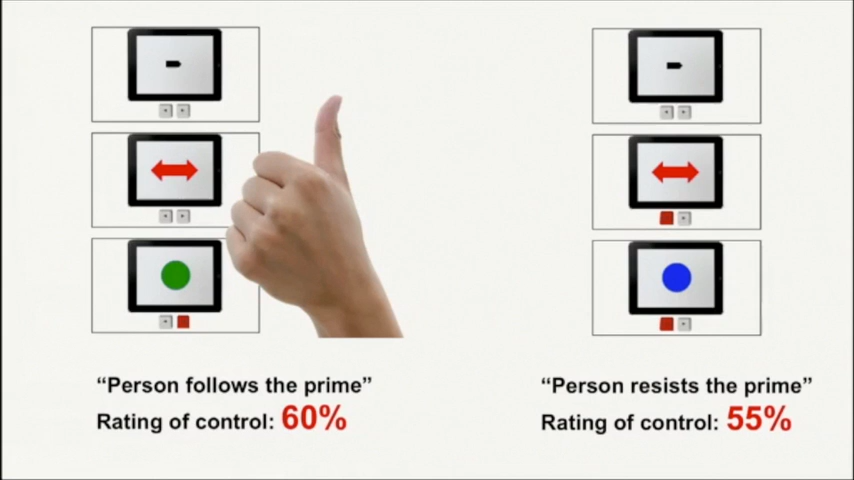 “Person follows the prime”
Rating of control: 60%
“Person resists the prime”
Rating of control: 55%